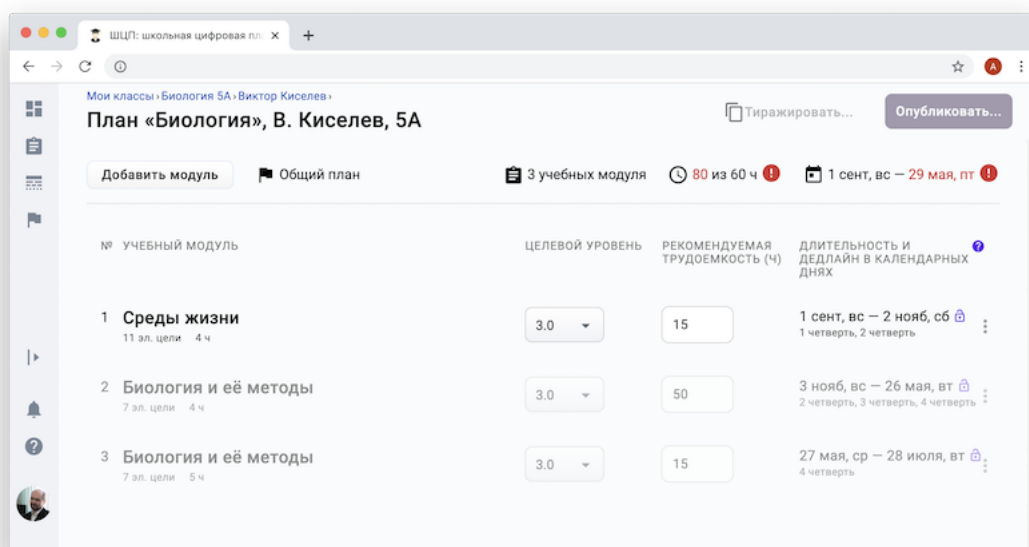 ШЦП: школьная цифровая пл
Мои классы › Биология 5А › Виктор Киселев ›
План «Биология», В. Киселев, 5А
Тиражировать...
Опубликовать...
Добавить модуль
Общий план
3 учебных модуля
80 из 60 ч
1 сент, вс — 29 мая, пт
№ УЧЕБНЫЙ МОДУЛЬ
ЦЕЛЕВОЙ УРОВЕНЬ
РЕКОМЕНДУЕМАЯ
ТРУДОЕМКОСТЬ (Ч)
ДЛИТЕЛЬНОСТЬ И
ДЕДЛАЙН В КАЛЕНДАРНЫХ
ДНЯХ
1 Среды жизни
11 эл. цели 4 ч
3.0
15
1 сент, вс — 2 нояб, сб
1 четверть, 2 четверть
2 Биология и её методы
7 эл. цели 4 ч
3.0
50
3 нояб, вс — 26 мая, вт
2 четверть, 3 четверть, 4 четверть
3 Биология и её методы
7 эл. цели 5 ч
3.0
15
27 мая, ср — 28 июля, вт
4 четверть
A